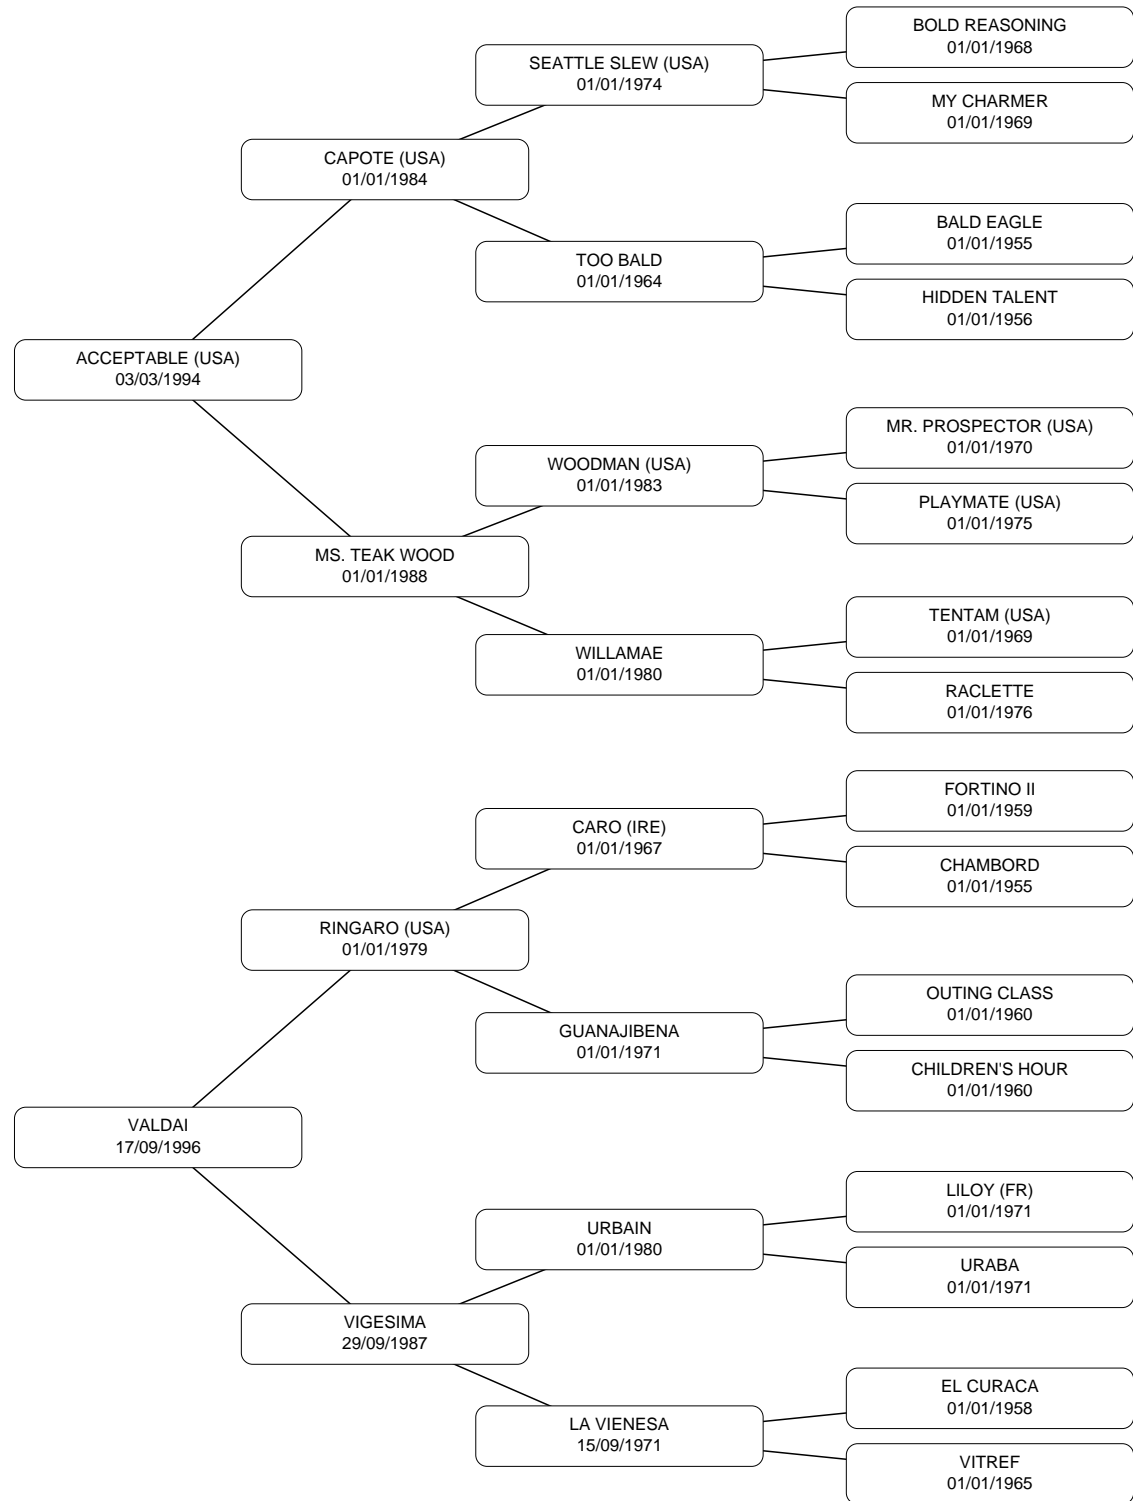 BOLD REASONING
01/01/1968
SEATTLE SLEW (USA)
01/01/1974
MY CHARMER
01/01/1969
CAPOTE (USA)
01/01/1984
BALD EAGLE
01/01/1955
TOO BALD
01/01/1964
HIDDEN TALENT
01/01/1956
ACCEPTABLE (USA)
03/03/1994
MR. PROSPECTOR (USA)
01/01/1970
WOODMAN (USA)
01/01/1983
PLAYMATE (USA)
01/01/1975
MS. TEAK WOOD
01/01/1988
TENTAM (USA)
01/01/1969
WILLAMAE
01/01/1980
RACLETTE
01/01/1976
FORTINO II
01/01/1959
CARO (IRE)
01/01/1967
CHAMBORD
01/01/1955
RINGARO (USA)
01/01/1979
OUTING CLASS
01/01/1960
GUANAJIBENA
01/01/1971
CHILDREN'S HOUR
01/01/1960
VALDAI
17/09/1996
LILOY (FR)
01/01/1971
URBAIN
01/01/1980
URABA
01/01/1971
VIGESIMA
29/09/1987
EL CURACA
01/01/1958
LA VIENESA
15/09/1971
VITREF
01/01/1965